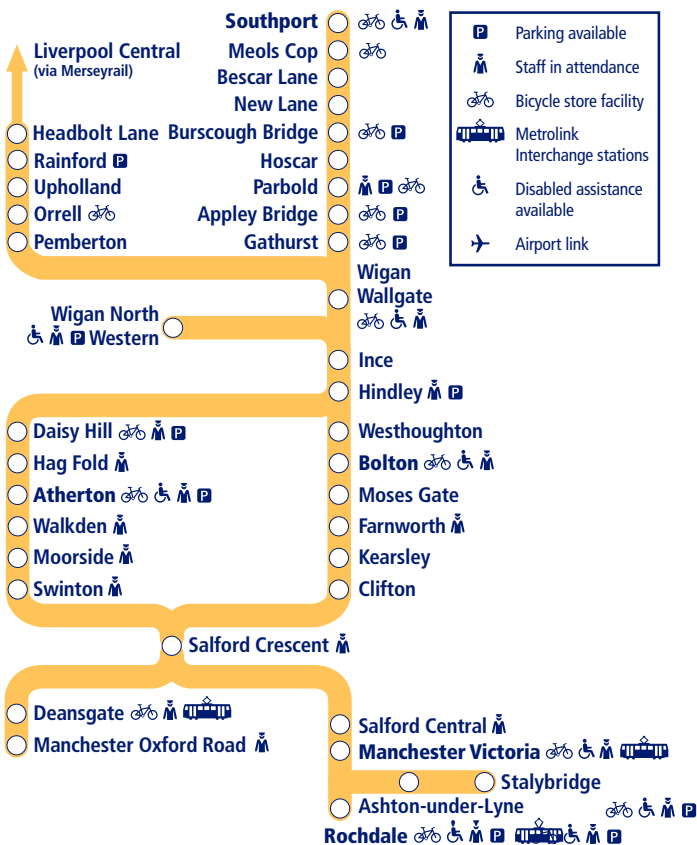 Southport
Meols Cop
Bescar Lane
New Lane
Burscough Bridge
Hoscar
Parbold
Appley Bridge
Gathurst
Liverpool Central
(via Merseyrail)
Headbolt Lane
Rainford P
Upholland
Orrell
Pemberton
P Parking available
Staff in attendance
Bicycle store facility
Metrolink
Interchange stations
Disabled assistance
available
Airport link
P
P
P
P
Wigan
Wallgate
Wigan North
P Western
Ince
Hindley P
Daisy Hill P
Hag Fold
Atherton P
Walkden
Moorside
Swinton
Westhoughton
Bolton
Moses Gate
Farnworth
Kearsley
Clifton
Salford Crescent
Deansgate
Manchester Oxford Road
Salford Central
Manchester Victoria
Stalybridge
Ashton-under-Lyne P
Rochdale P P